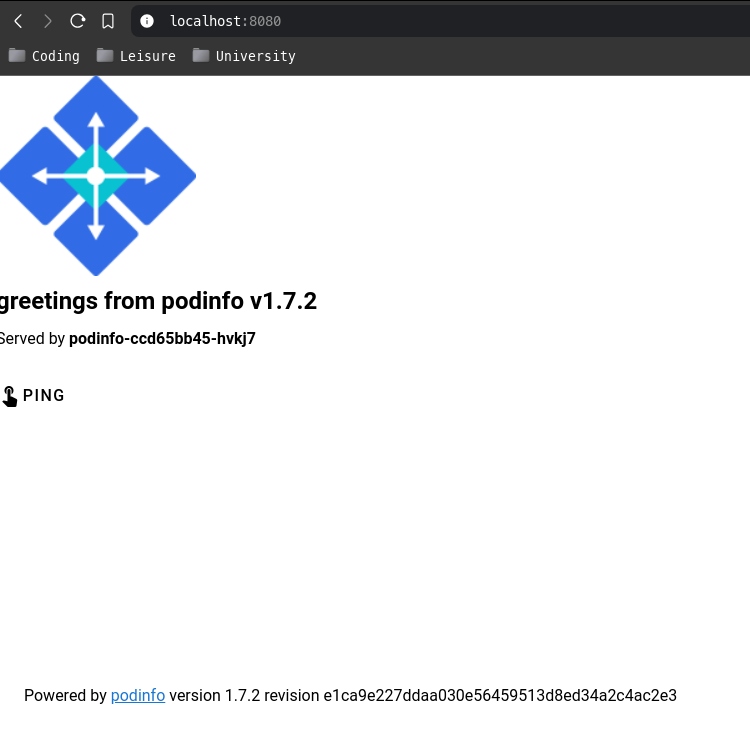 localhost:8080
Coding Leisure University
greetings from podinfo v1.7.2
Served by podinfo-ccd65bb45-hvkj7
PING
Powered by podinfo version 1.7.2 revision e1ca9e227ddaa030e56459513d8ed34a2c4ac2e3